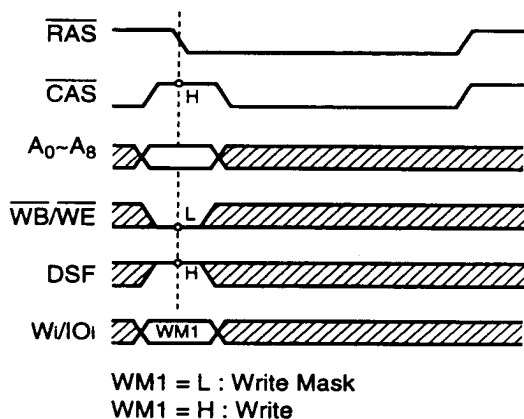 RAS
CAS
H
A₀~A₈
WB/WE
L
DSF
H
Wi/IOi
WM1
WM1 = L : Write Mask
WM1 = H : Write